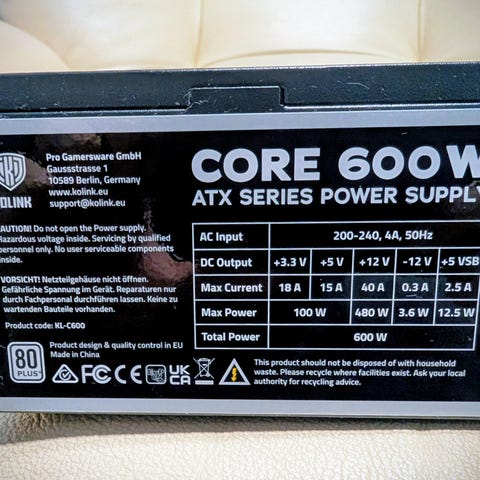 Pro Gamersware GmbH
Gaussstrasse 1
10589 Berlin, Germany
www.kolink.eu
support@kolink.eu
OLINK
CORE 600W
ATX SERIES POWER SUPPLY
AUTION! Do not open the Power supply.
Hazardous voltage inside. Servicing by qualified
personnel only. No user serviceable components
inside.
VORSICHT! Netzteilgehäuse nicht öffnen.
Gefährliche Spannung im Gerät. Reparaturen nur
durch Fachpersonal durchführen lassen. Keine zu
wartenden Bauteile vorhanden.
Product code: KL-C600
AC Input 200-240, 4A, 50Hz
DC Output +3.3 V +5 V +12 V -12 V +5 VSB
Max Current 18 A 15 A 40 A 0.3 A 2.5 A
Max Power 100 W 480 W 3.6 W 12.5 W
Total Power 600 W
80
PLUS
Product design & quality control in EU
Made in China
FC CE UK
CA
This product should not be disposed of with household
waste. Please recycle where facilities exist. Ask your local
authority for recycling advice.